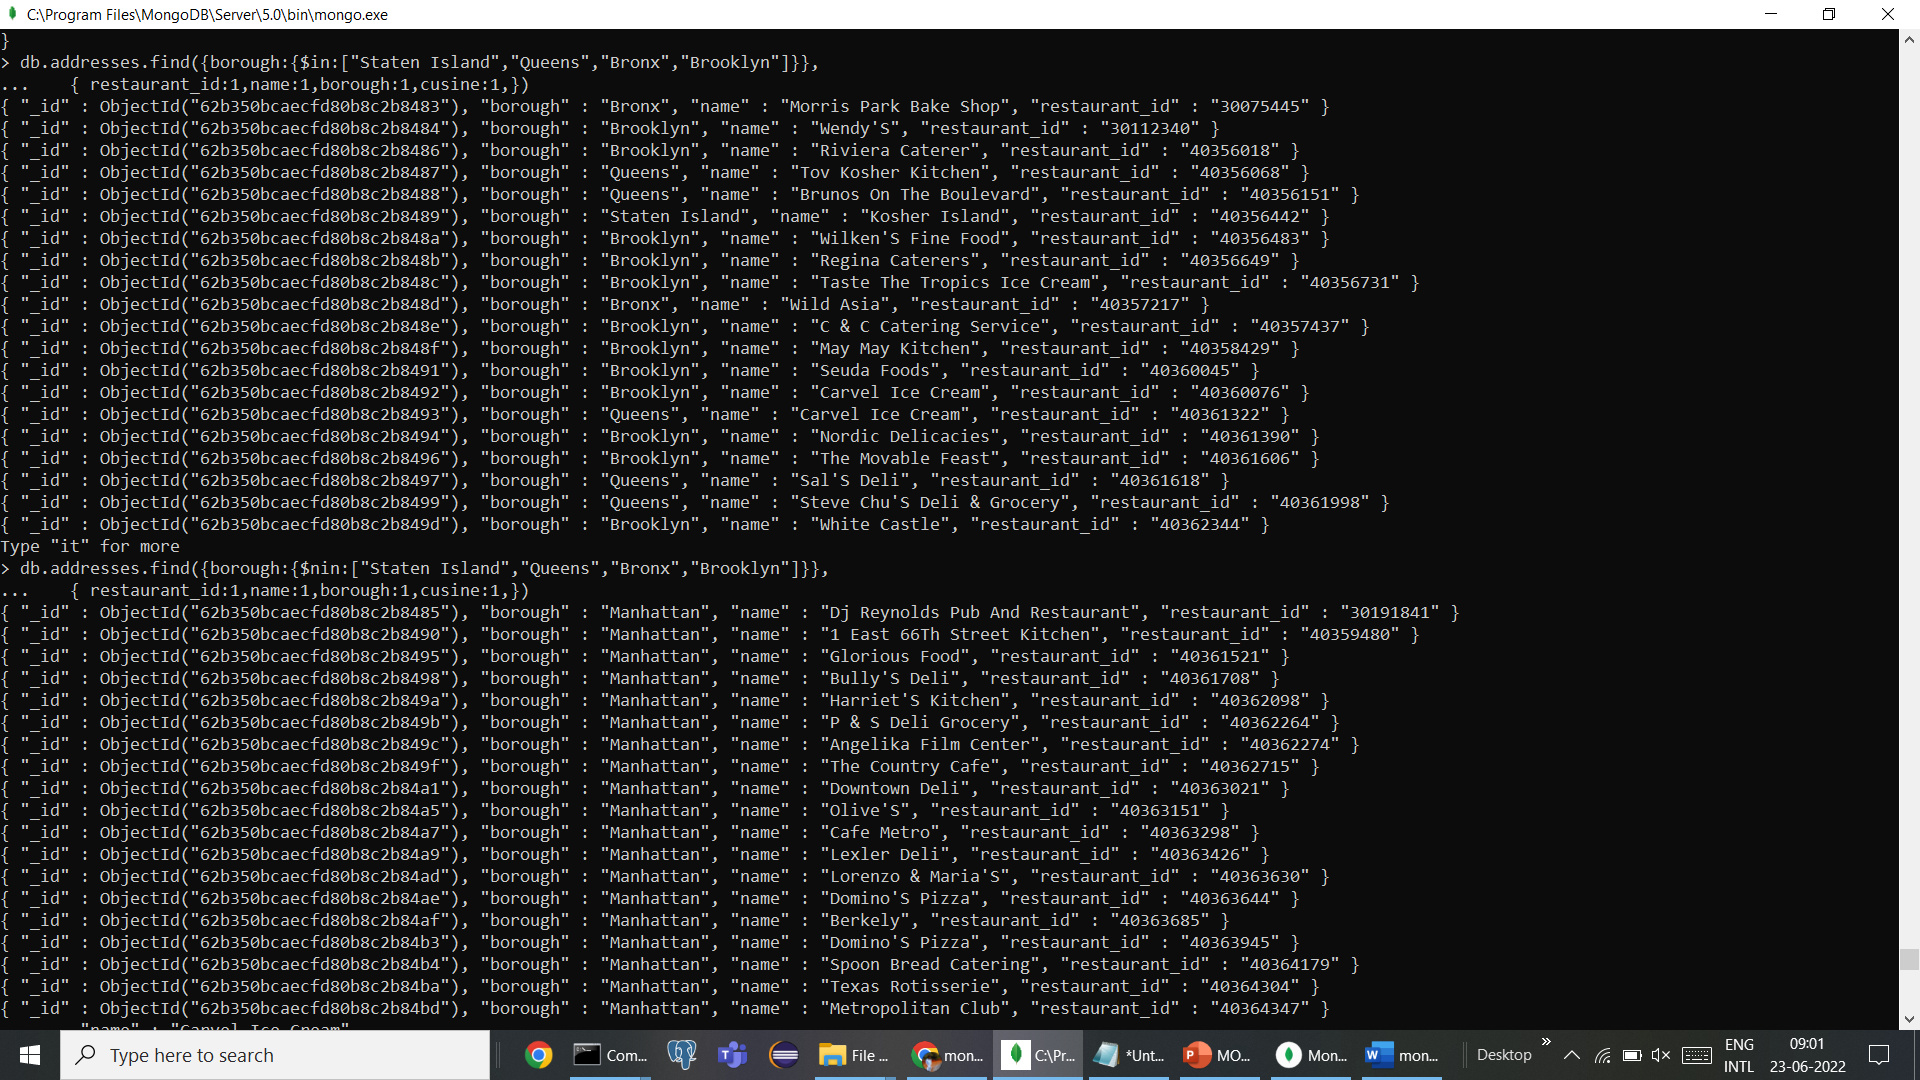 C:\Program Files\MongoDB\Server\5.0\bin\mongo.exe
}
> db.addresses.find({borough:{$in:["Staten Island","Queens","Bronx","Brooklyn"]}},
...    { restaurant_id:1,name:1,borough:1,cusine:1,})
{ "_id" : ObjectId("62b350bcaecfd80b8c2b8483"), "borough" : "Bronx", "name" : "Morris Park Bake Shop", "restaurant_id" : "30075445" }
{ "_id" : ObjectId("62b350bcaecfd80b8c2b8484"), "borough" : "Brooklyn", "name" : "Wendy'S", "restaurant_id" : "30112340" }
{ "_id" : ObjectId("62b350bcaecfd80b8c2b8486"), "borough" : "Brooklyn", "name" : "Riviera Caterer", "restaurant_id" : "40356018" }
{ "_id" : ObjectId("62b350bcaecfd80b8c2b8487"), "borough" : "Queens", "name" : "Tov Kosher Kitchen", "restaurant_id" : "40356068" }
{ "_id" : ObjectId("62b350bcaecfd80b8c2b8488"), "borough" : "Queens", "name" : "Brunos On The Boulevard", "restaurant_id" : "40356151" }
{ "_id" : ObjectId("62b350bcaecfd80b8c2b8489"), "borough" : "Staten Island", "name" : "Kosher Island", "restaurant_id" : "40356442" }
{ "_id" : ObjectId("62b350bcaecfd80b8c2b848a"), "borough" : "Brooklyn", "name" : "Wilken'S Fine Food", "restaurant_id" : "40356483" }
{ "_id" : ObjectId("62b350bcaecfd80b8c2b848b"), "borough" : "Brooklyn", "name" : "Regina Caterers", "restaurant_id" : "40356649" }
{ "_id" : ObjectId("62b350bcaecfd80b8c2b848c"), "borough" : "Brooklyn", "name" : "Taste The Tropics Ice Cream", "restaurant_id" : "40356731" }
{ "_id" : ObjectId("62b350bcaecfd80b8c2b848d"), "borough" : "Bronx", "name" : "Wild Asia", "restaurant_id" : "40357217" }
{ "_id" : ObjectId("62b350bcaecfd80b8c2b848e"), "borough" : "Brooklyn", "name" : "C & C Catering Service", "restaurant_id" : "40357437" }
{ "_id" : ObjectId("62b350bcaecfd80b8c2b848f"), "borough" : "Brooklyn", "name" : "May May Kitchen", "restaurant_id" : "40358429" }
{ "_id" : ObjectId("62b350bcaecfd80b8c2b8491"), "borough" : "Brooklyn", "name" : "Seuda Foods", "restaurant_id" : "40360045" }
{ "_id" : ObjectId("62b350bcaecfd80b8c2b8492"), "borough" : "Brooklyn", "name" : "Carvel Ice Cream", "restaurant_id" : "40360076" }
{ "_id" : ObjectId("62b350bcaecfd80b8c2b8493"), "borough" : "Queens", "name" : "Carvel Ice Cream", "restaurant_id" : "40361322" }
{ "_id" : ObjectId("62b350bcaecfd80b8c2b8494"), "borough" : "Brooklyn", "name" : "Nordic Delicacies", "restaurant_id" : "40361390" }
{ "_id" : ObjectId("62b350bcaecfd80b8c2b8496"), "borough" : "Brooklyn", "name" : "The Movable Feast", "restaurant_id" : "40361606" }
{ "_id" : ObjectId("62b350bcaecfd80b8c2b8497"), "borough" : "Queens", "name" : "Sal'S Deli", "restaurant_id" : "40361618" }
{ "_id" : ObjectId("62b350bcaecfd80b8c2b8499"), "borough" : "Queens", "name" : "Steve Chu'S Deli & Grocery", "restaurant_id" : "40361998" }
{ "_id" : ObjectId("62b350bcaecfd80b8c2b849d"), "borough" : "Brooklyn", "name" : "White Castle", "restaurant_id" : "40362344" }
Type "it" for more
> db.addresses.find({borough:{$nin:["Staten Island","Queens","Bronx","Brooklyn"]}},
...    { restaurant_id:1,name:1,borough:1,cusine:1,})
{ "_id" : ObjectId("62b350bcaecfd80b8c2b8485"), "borough" : "Manhattan", "name" : "Dj Reynolds Pub And Restaurant", "restaurant_id" : "30191841" }
{ "_id" : ObjectId("62b350bcaecfd80b8c2b8490"), "borough" : "Manhattan", "name" : "1 East 66Th Street Kitchen", "restaurant_id" : "40359480" }
{ "_id" : ObjectId("62b350bcaecfd80b8c2b8495"), "borough" : "Manhattan", "name" : "Glorious Food", "restaurant_id" : "40361521" }
{ "_id" : ObjectId("62b350bcaecfd80b8c2b8498"), "borough" : "Manhattan", "name" : "Bully'S Deli", "restaurant_id" : "40361708" }
{ "_id" : ObjectId("62b350bcaecfd80b8c2b849a"), "borough" : "Manhattan", "name" : "Harriet'S Kitchen", "restaurant_id" : "40362098" }
{ "_id" : ObjectId("62b350bcaecfd80b8c2b849b"), "borough" : "Manhattan", "name" : "P & S Deli Grocery", "restaurant_id" : "40362264" }
{ "_id" : ObjectId("62b350bcaecfd80b8c2b849c"), "borough" : "Manhattan", "name" : "Angelika Film Center", "restaurant_id" : "40362274" }
{ "_id" : ObjectId("62b350bcaecfd80b8c2b849f"), "borough" : "Manhattan", "name" : "The Country Cafe", "restaurant_id" : "40362715" }
{ "_id" : ObjectId("62b350bcaecfd80b8c2b84a1"), "borough" : "Manhattan", "name" : "Downtown Deli", "restaurant_id" : "40363021" }
{ "_id" : ObjectId("62b350bcaecfd80b8c2b84a5"), "borough" : "Manhattan", "name" : "Olive'S", "restaurant_id" : "40363151" }
{ "_id" : ObjectId("62b350bcaecfd80b8c2b84a7"), "borough" : "Manhattan", "name" : "Cafe Metro", "restaurant_id" : "40363298" }
{ "_id" : ObjectId("62b350bcaecfd80b8c2b84a9"), "borough" : "Manhattan", "name" : "Lexler Deli", "restaurant_id" : "40363426" }
{ "_id" : ObjectId("62b350bcaecfd80b8c2b84ad"), "borough" : "Manhattan", "name" : "Lorenzo & Maria'S", "restaurant_id" : "40363630" }
{ "_id" : ObjectId("62b350bcaecfd80b8c2b84ae"), "borough" : "Manhattan", "name" : "Domino'S Pizza", "restaurant_id" : "40363644" }
{ "_id" : ObjectId("62b350bcaecfd80b8c2b84af"), "borough" : "Manhattan", "name" : "Berkely", "restaurant_id" : "40363685" }
{ "_id" : ObjectId("62b350bcaecfd80b8c2b84b3"), "borough" : "Manhattan", "name" : "Domino'S Pizza", "restaurant_id" : "40363945" }
{ "_id" : ObjectId("62b350bcaecfd80b8c2b84b4"), "borough" : "Manhattan", "name" : "Spoon Bread Catering", "restaurant_id" : "40364179" }
{ "_id" : ObjectId("62b350bcaecfd80b8c2b84ba"), "borough" : "Manhattan", "name" : "Texas Rotisserie", "restaurant_id" : "40364304" }
{ "_id" : ObjectId("62b350bcaecfd80b8c2b84bd"), "borough" : "Manhattan", "name" : "Metropolitan Club", "restaurant_id" : "40364347" }
"name" : "Carvel Ice Cream"
Type here to search
Com...
File ...
mon...
C:\Pr...
*Unt...
MO...
Mon...
mon...
Desktop
ENG
INTL
09:01
23-06-2022